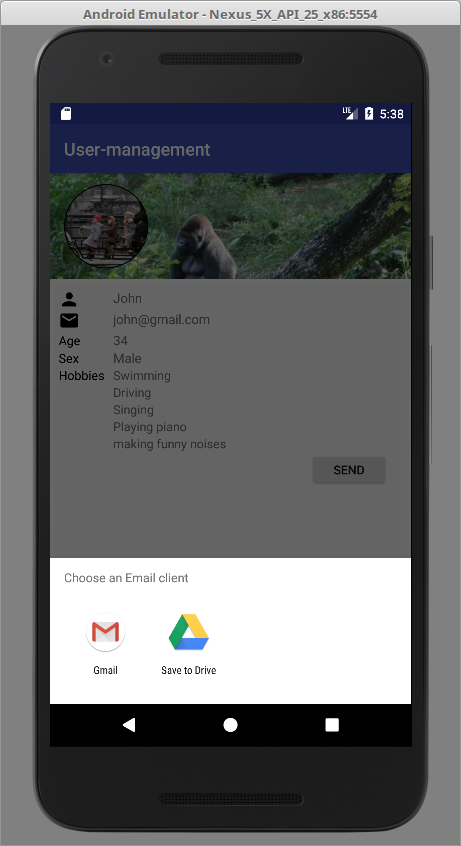 Android Emulator - Nexus_5X_API_25_x86:5554
LTE 5:38
User-management
John
john@gmail.com
Age 34
Sex Male
Hobbies Swimming
Driving
Singing
Playing piano
making funny noises
SEND
Choose an Email client
Gmail Save to Drive